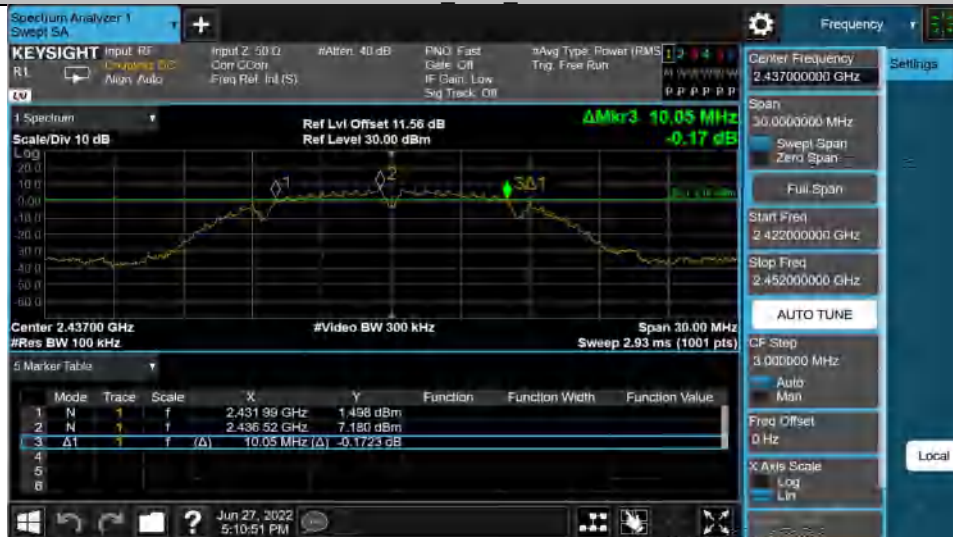 Spectrum Analyzer 1
Swept SA
+
Frequency
KEYSIGHT
R L
Input: RF
Coupling: DC
Align: Auto
Input Z: 50 Ω
Corr CCorr
Freq Ref: Int (S)
#Atten: 40 dB
PNO: Fast
Gate: Off
IF Gain: Low
Sig Track: Off
#Avg Type: Power (RMS
Trig: Free Run
1 2 3 4 5 6
P P P P P P
1 Spectrum
Scale/Div 10 dB
Ref Lvl Offset 11.56 dB
Ref Level 30.00 dBm
ΔMkr3 10.05 MHz
-0.17 dB
Log
20.0
10.0
0.00
-10.0
-20.0
-30.0
-40.0
-50.0
-60.0
1
2
3Δ1
Center 2.43700 GHz
#Res BW 100 kHz
#Video BW 300 kHz
Span 30.00 MHz
Sweep 2.93 ms (1001 pts)
5 Marker Table
Mode Trace Scale X Y Function Function Width Function Value
1 N 1 f 2.431 99 GHz 1.498 dBm
2 N 1 f 2.436 52 GHz 7.180 dBm
3 Δ1 1 f (Δ) 10.05 MHz (Δ) -0.1723 dB
4
5
6
Jun 27, 2022
5:10:51 PM
Center Frequency
2.437000000 GHz
Span
30.0000000 MHz
Swept Span
Zero Span
Full Span
Start Freq
2.422000000 GHz
Stop Freq
2.452000000 GHz
AUTO TUNE
CF Step
3.000000 MHz
Auto
Man
Freq Offset
0 Hz
X Axis Scale
Log
Lin
Settings
Local